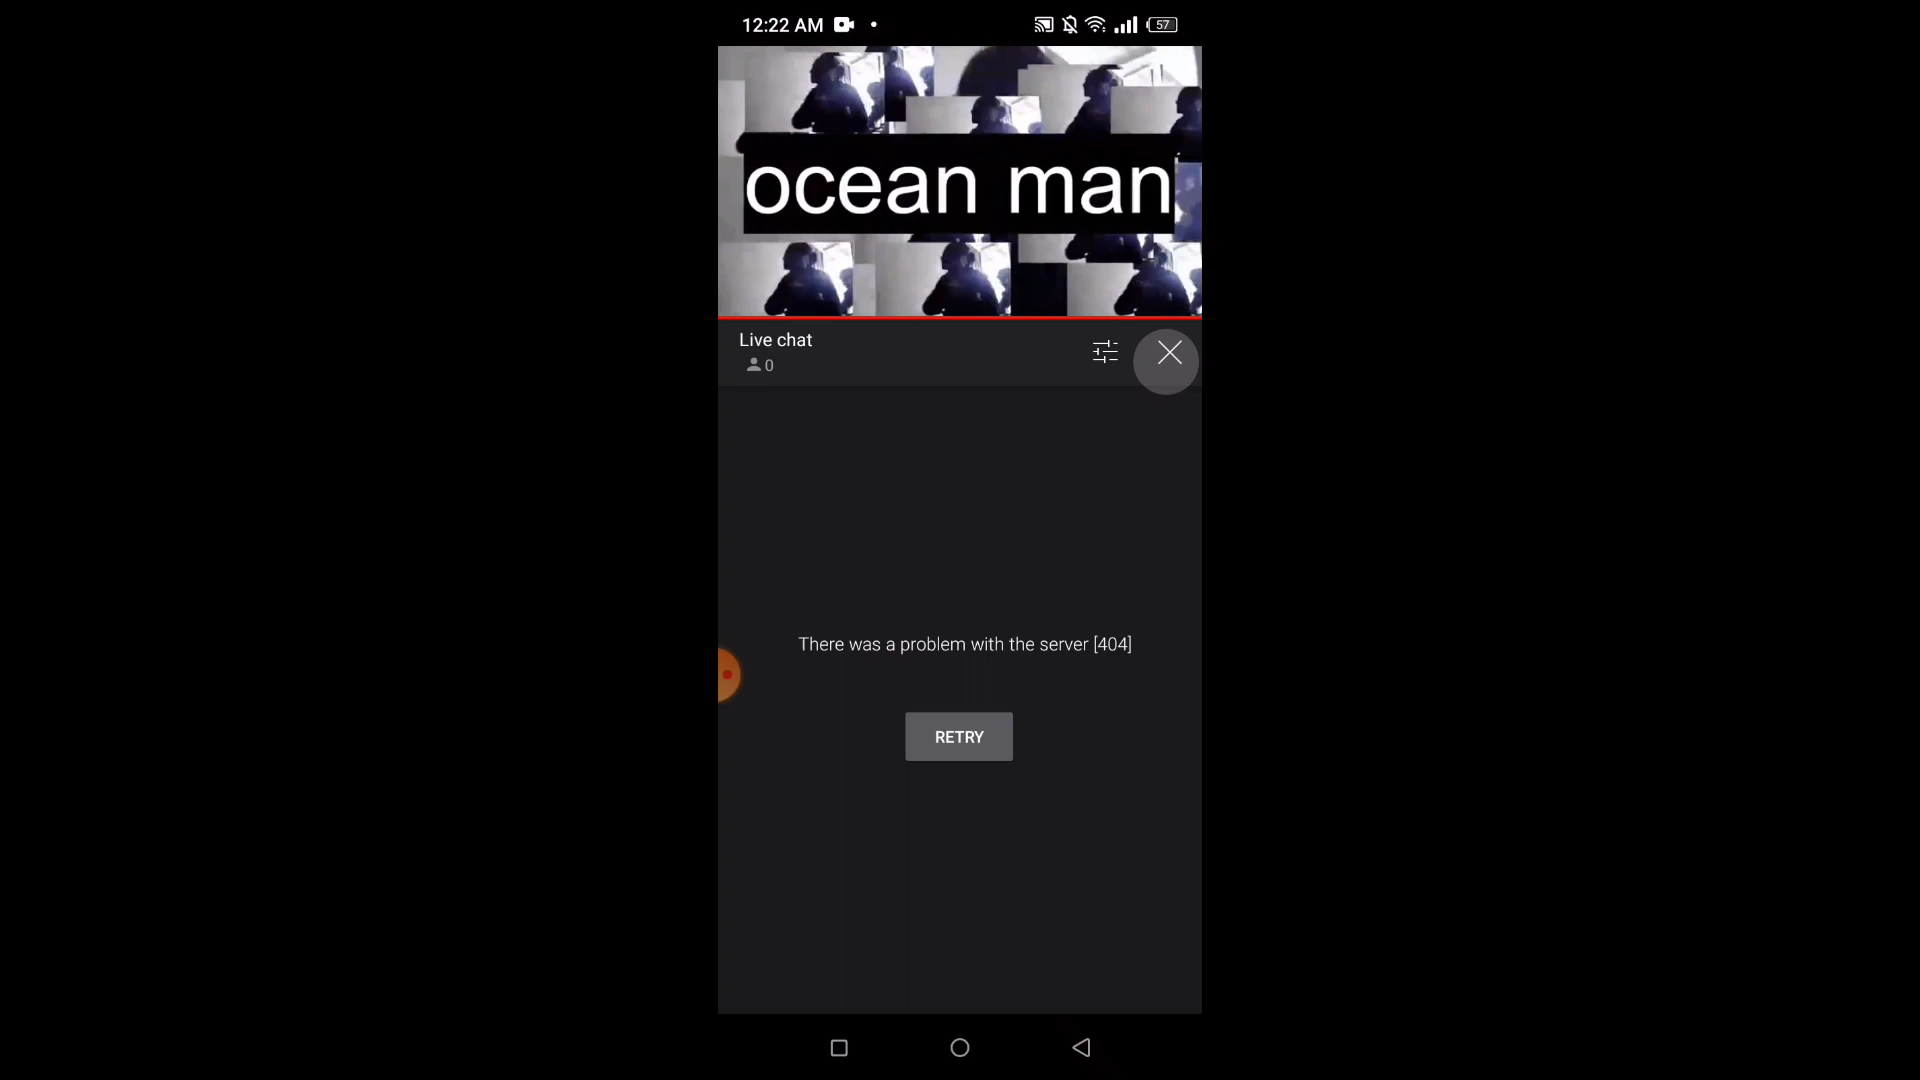 12:22 AM
57
ocean man
Live chat
0
There was a problem with the server [404]
RETRY